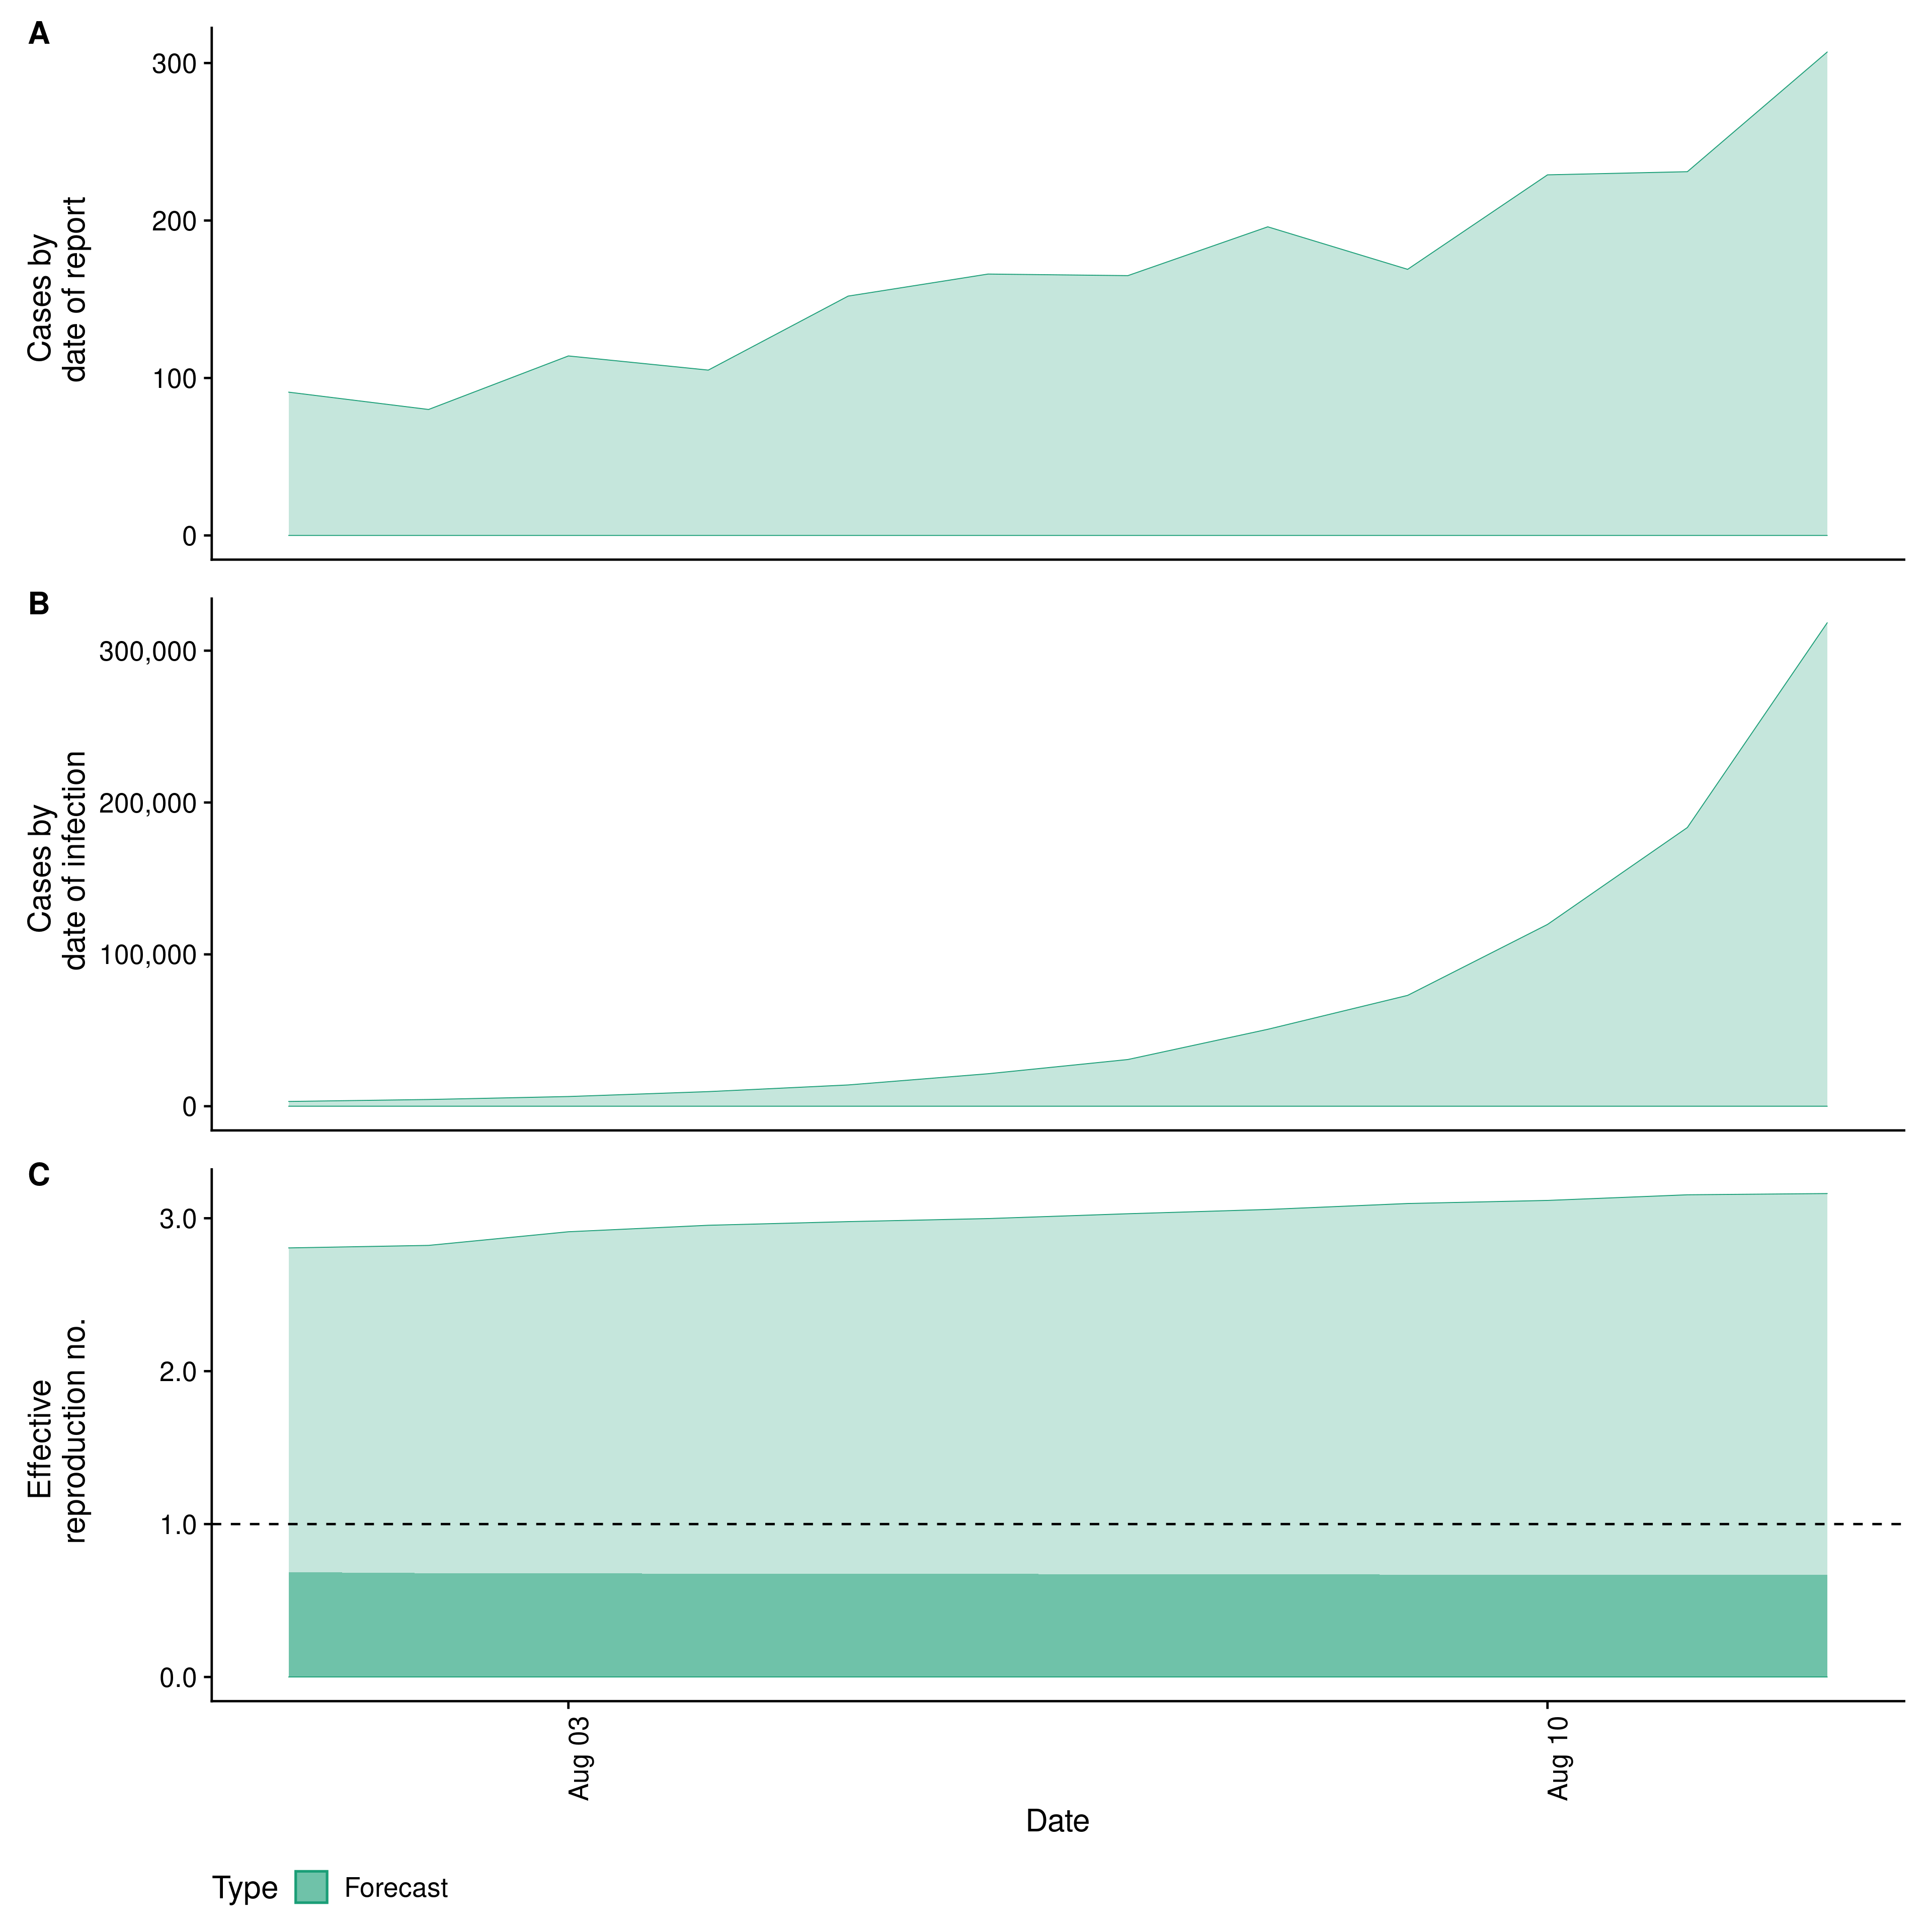 A
300
200
100
0
Cases by
date of report
B
300,000
200,000
100,000
0
Cases by
date of infection
C
3.0
2.0
1.0
0.0
Effective
reproduction no.
Aug 03
Aug 10
Date
Type Forecast